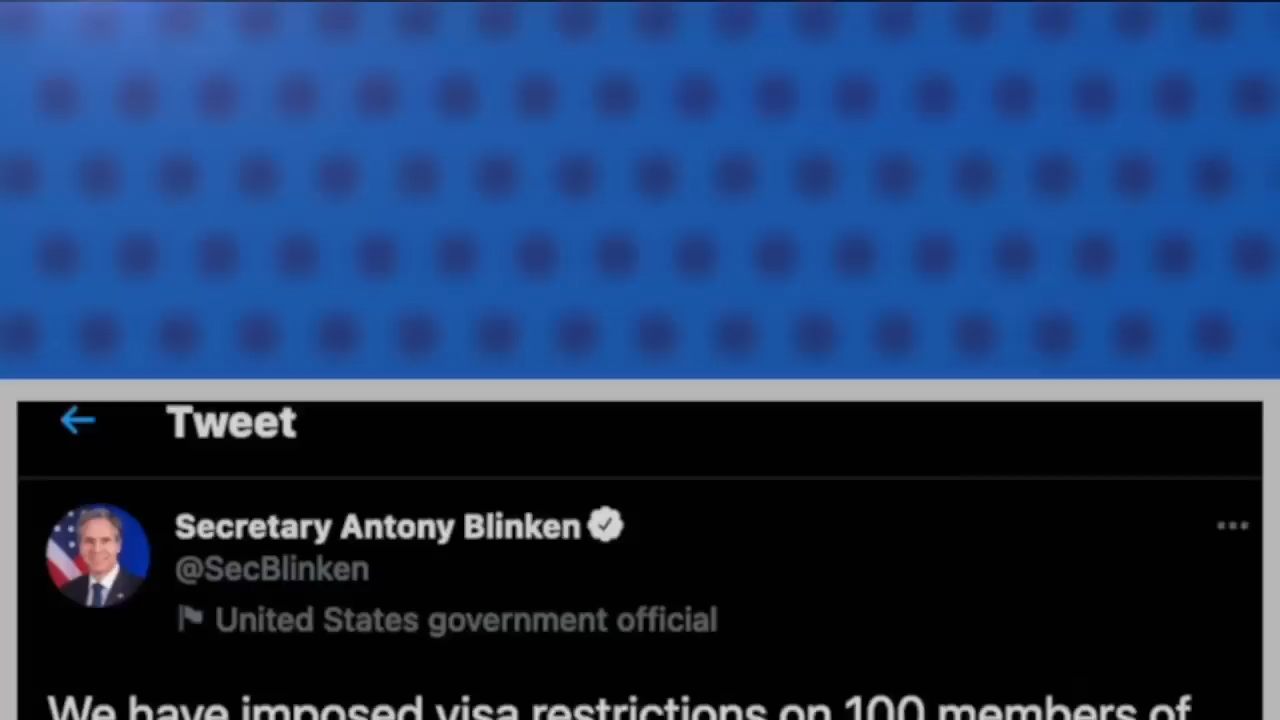 Tweet
Secretary Antony Blinken
@SecBlinken
United States government official
We have imposed visa restrictions on 100 members of